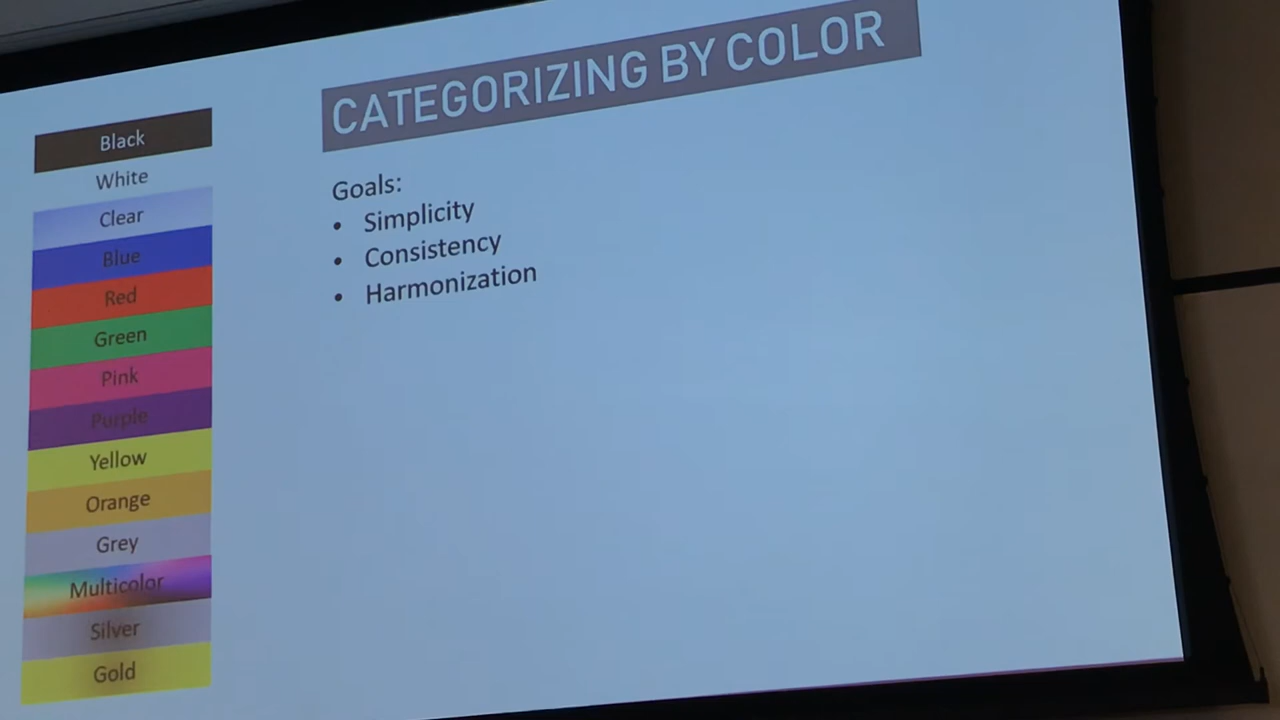 CATEGORIZING BY COLOR
Black
White
Clear
Blue
Red
Green
Pink
Purple
Yellow
Orange
Grey
Multicolor
Silver
Gold
Goals:
• Simplicity
• Consistency
• Harmonization